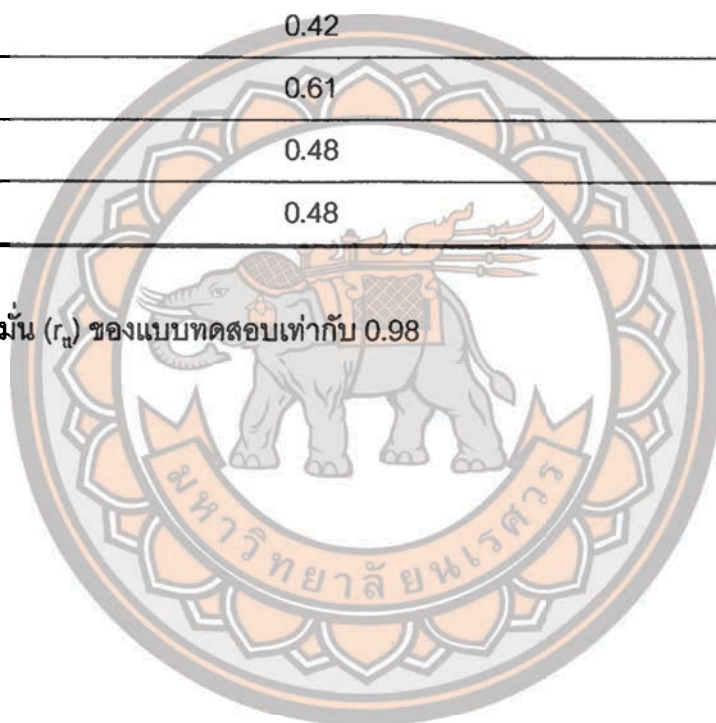 0.42
0.61
0.48
0.48
มั่น (r_tt) ของแบบทดสอบเท่ากับ 0.98
มหาวิทยาลัยนเรศวร